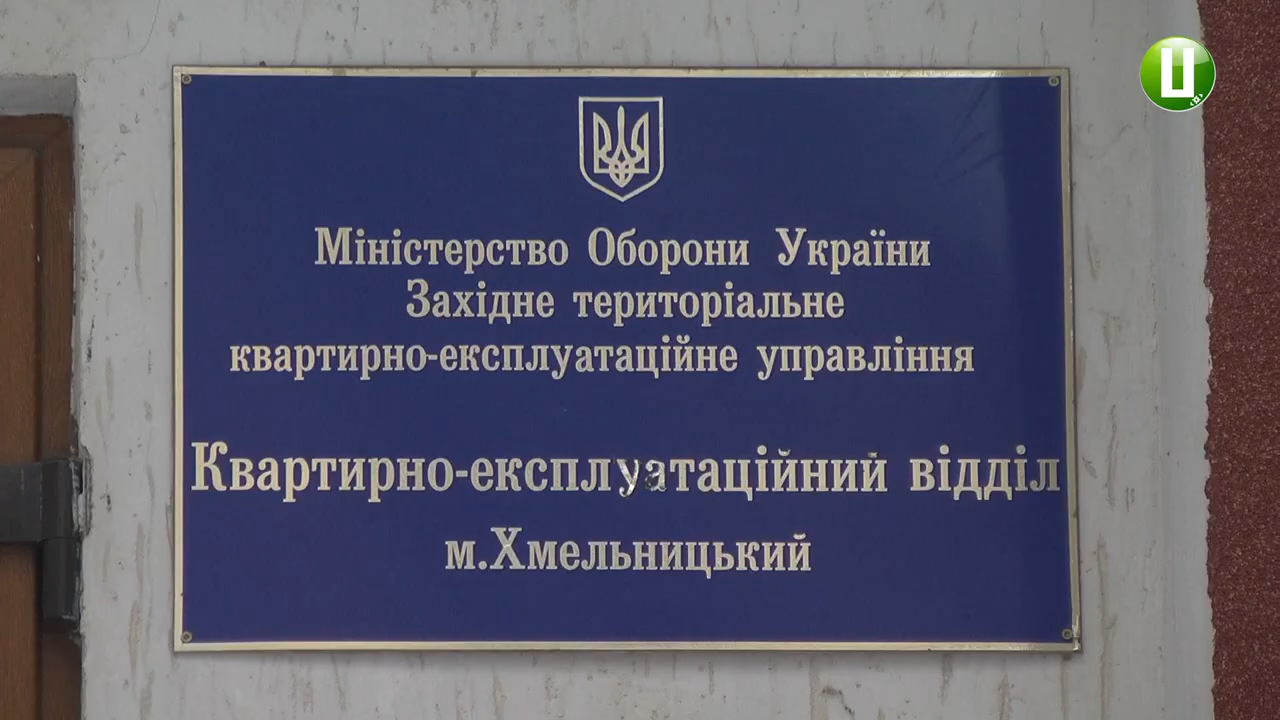 Міністерство Оборони України
Західне територіальне
квартирно-експлуатаційне управління
Квартирно-експлуатаційний відділ
м.Хмельницький
Ц